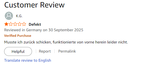 Customer Review
K.G.
Defekt
Reviewed in Germany on 30 September 2021
Verified Purchase
Musste ich zurück schicken, funktionierte von vorne herein leider nicht.
Helpful
Report
Permalink
Translate review to English